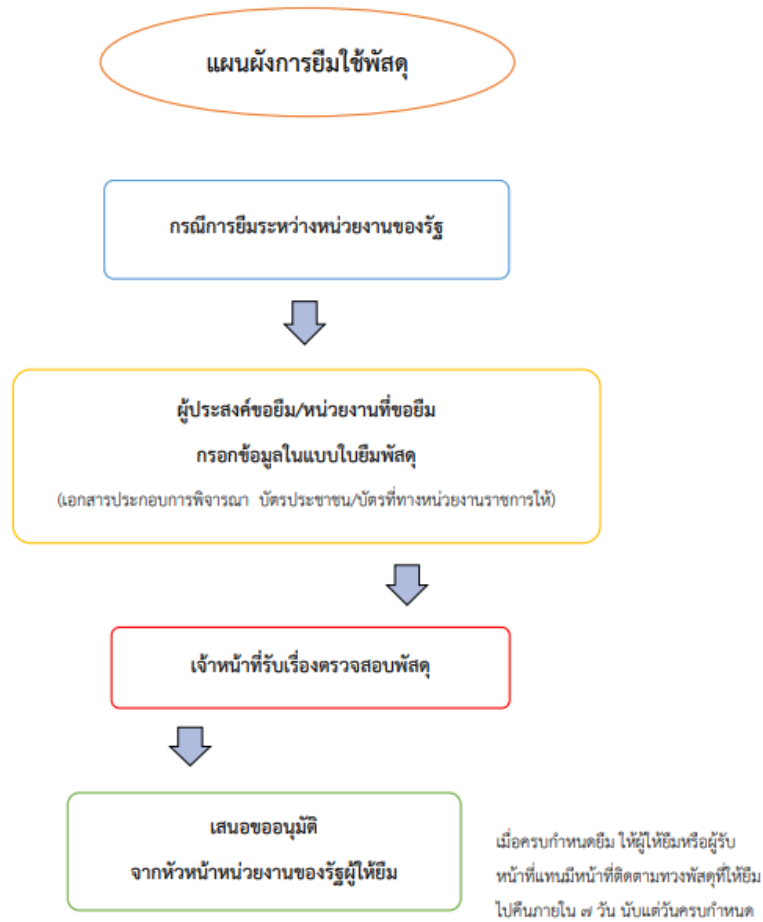 แผนผังการยืมใช้พัสดุ
กรณีการยืมระหว่างหน่วยงานของรัฐ
ผู้ประสงค์ขอยืม/หน่วยงานที่ขอยืม
กรอกข้อมูลในแบบใบยืมพัสดุ
(เอกสารประกอบการพิจารณา บัตรประชาชน/บัตรที่ทางหน่วยงานราชการให้)
เจ้าหน้าที่รับเรื่องตรวจสอบพัสดุ
เสนอขออนุมัติ
จากหัวหน้าหน่วยงานของรัฐผู้ให้ยืม
เมื่อครบกำหนดยืม ให้ผู้ให้ยืมหรือผู้รับ
หน้าที่แทนมีหน้าที่ติดตามทวงพัสดุที่ให้ยืม
ไปคืนภายใน ๗ วัน นับแต่วันครบกำหนด